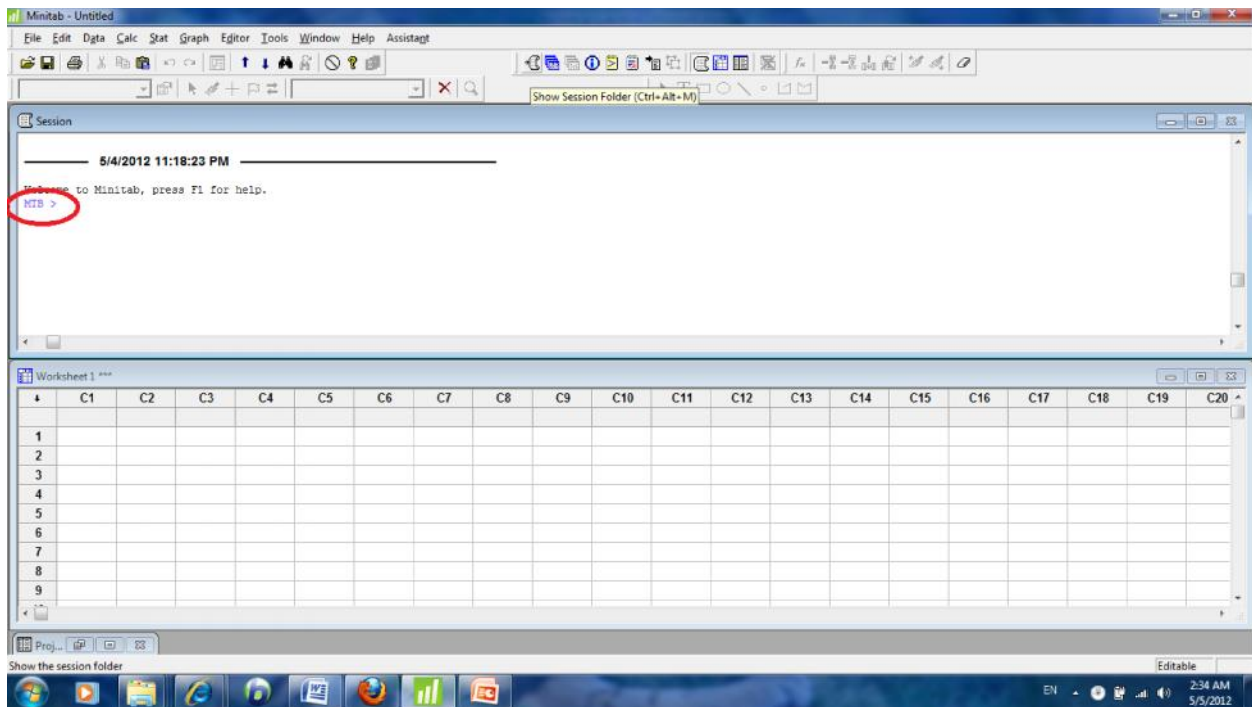 Minitab - Untitled
File Edit Data Calc Stat Graph Editor Tools Window Help Assistant
Show Session Folder (Ctrl+Alt+M)
Session
5/4/2012 11:18:23 PM
Welcome to Minitab, press F1 for help.
MTB >
Worksheet 1 ***
C1 C2 C3 C4 C5 C6 C7 C8 C9 C10 C11 C12 C13 C14 C15 C16 C17 C18 C19 C20
1
2
3
4
5
6
7
8
9
Proj...
Show the session folder
Editable
EN
2:34 AM
5/5/2012